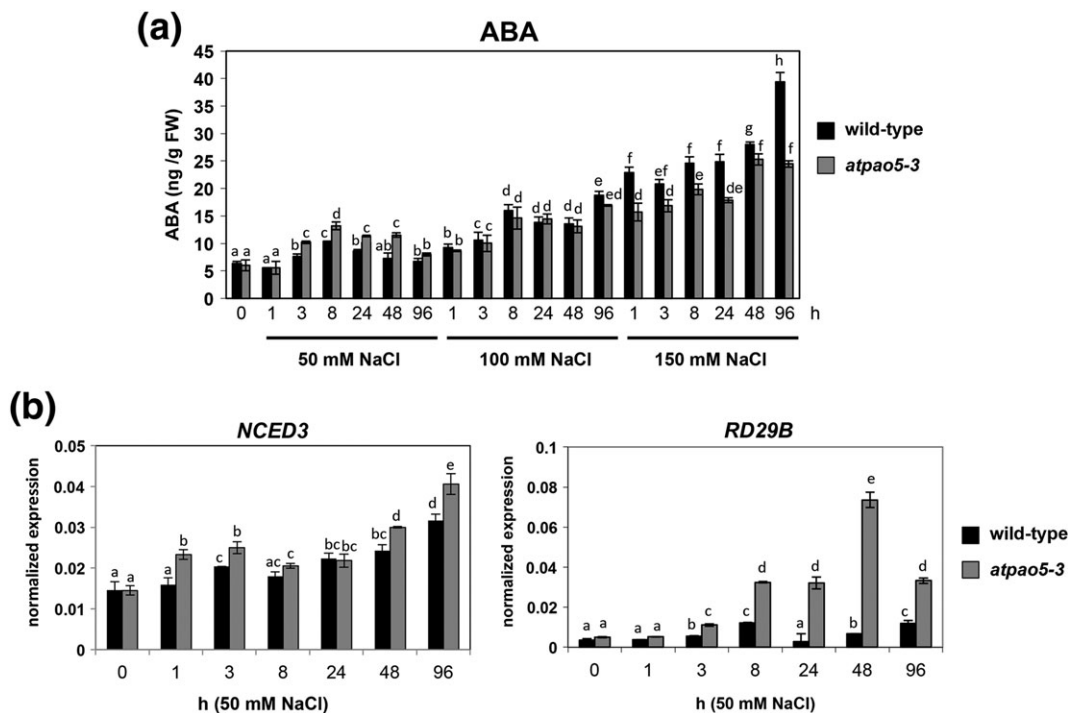 (a)
ABA
45
40
35
30
25
20
15
10
5
0
ABA (ng /g FW)
a a a a b c c d b c ab c b b b b c c d d d d d d e ed f d ef d f e f de g f h f
0 1 3 8 24 48 96 1 3 8 24 48 96 1 3 8 24 48 96 h
50 mM NaCl 100 mM NaCl 150 mM NaCl
wild-type
atpao5-3
(b)
NCED3
0.05
0.04
0.03
0.02
0.01
0
normalized expression
a a a b c b ac c bc bc bc d d e
0 1 3 8 24 48 96
h (50 mM NaCl)
RD29B
0.1
0.08
0.06
0.04
0.02
0
normalized expression
a a a a b c c d a d b e c d
0 1 3 8 24 48 96
h (50 mM NaCl)
wild-type
atpao5-3